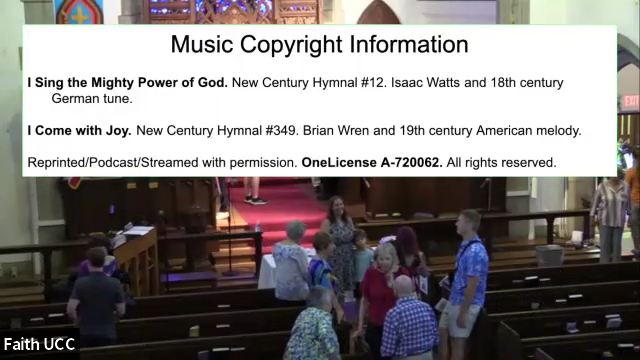 Music Copyright Information
I Sing the Mighty Power of God. New Century Hymnal #12. Isaac Watts and 18th century
German tune.
I Come with Joy. New Century Hymnal #349. Brian Wren and 19th century American melody.
Reprinted/Podcast/Streamed with permission. OneLicense A-720062. All rights reserved.
EXIT
Faith UCC